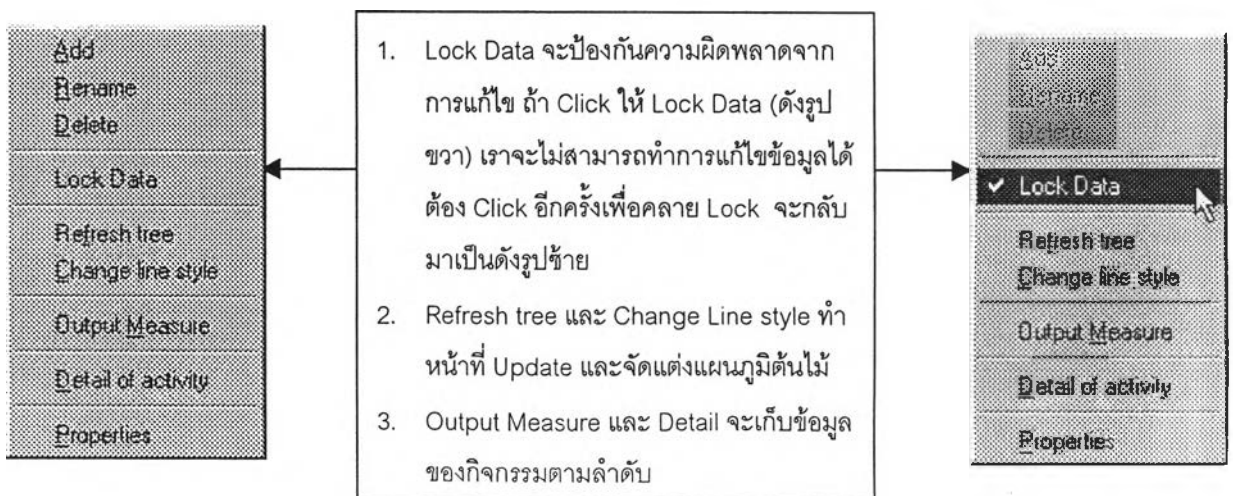 Add
Rename
Delete
Lock Data
Refresh tree
Change line style
Output Measure
Detail of activity
Properties
1. Lock Data จะป้องกันความผิดพลาดจาก
การแก้ไข ถ้า Click ให้ Lock Data (ดังรูป
ขวา) เราจะไม่สามารถทำการแก้ไขข้อมูลได้
ต้อง Click อีกครั้งเพื่อคลาย Lock จะกลับ
มาเป็นดังรูปซ้าย
2. Refresh tree และ Change Line style ทำ
หน้าที่ Update และจัดแต่งแผนภูมิต้นไม้
3. Output Measure และ Detail จะเก็บข้อมูล
ของกิจกรรมตามลำดับ
Add
Rename
Delete
Lock Data
Refresh tree
Change line style
Output Measure
Detail of activity
Properties